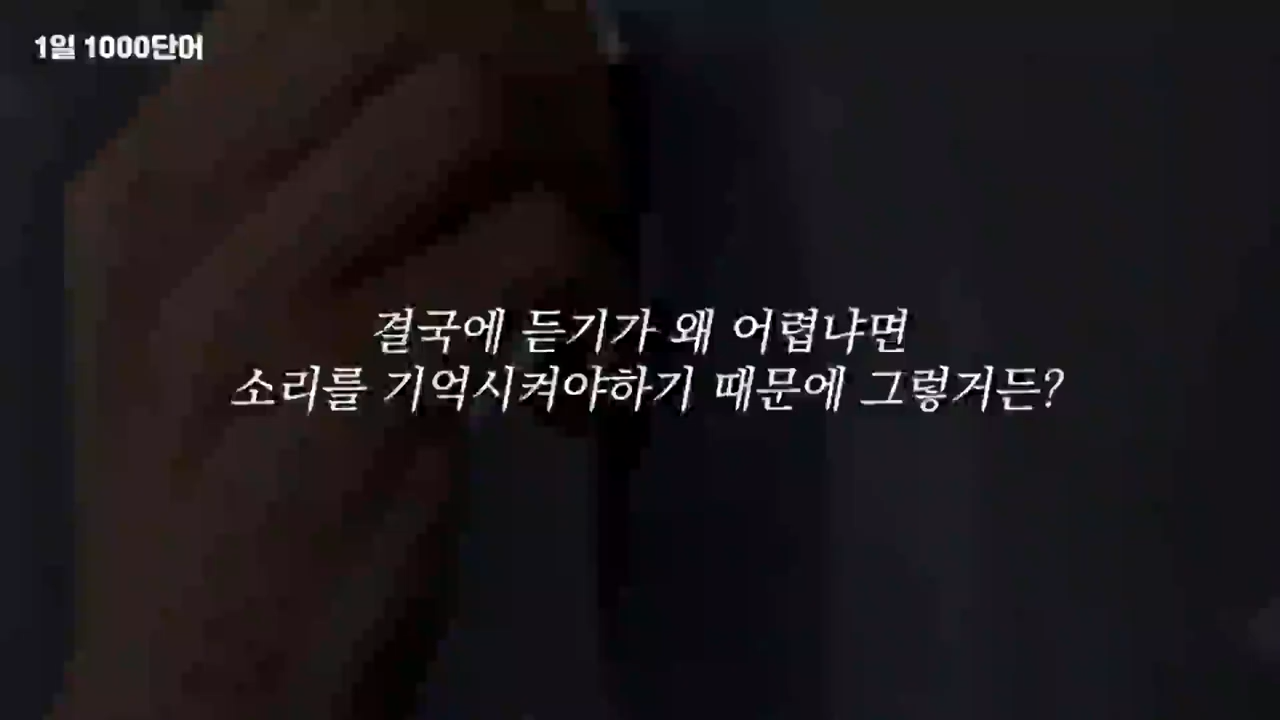 1일 1000단어
결국에 듣기가 왜 어렵냐면
소리를 기억시켜야하기 때문에 그렇거든?